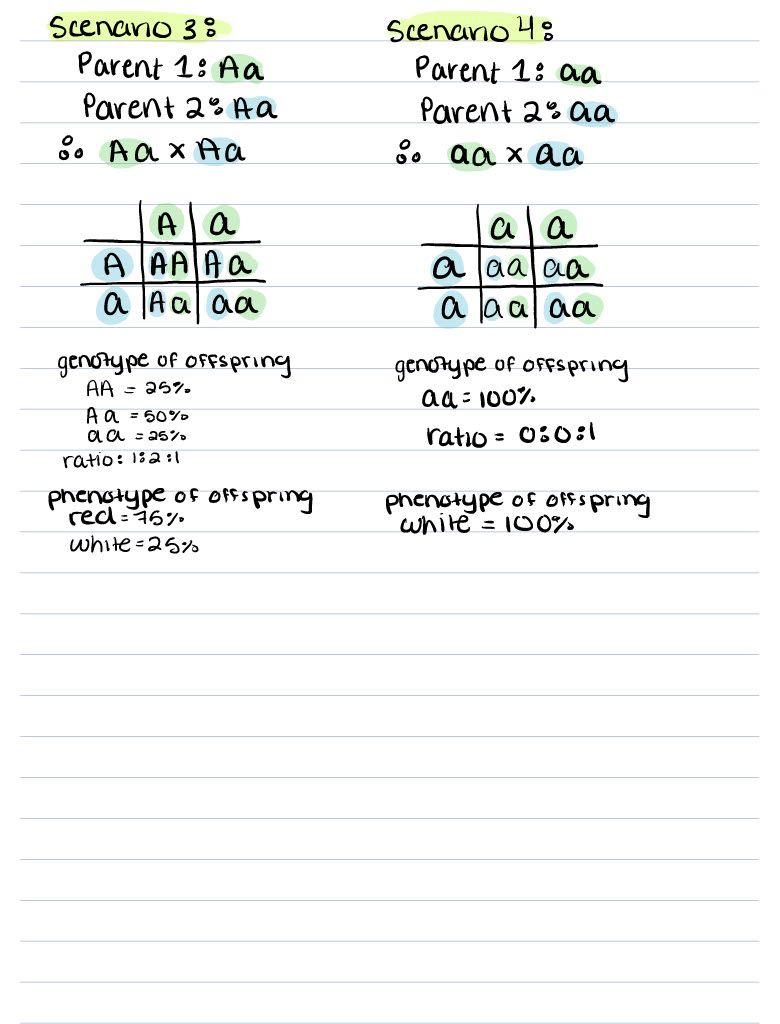 Scenario 3:
Parent 1: Aa
Parent 2: Aa
∴ Aa x Aa
A a
A AA Aa
a Aa aa
genotype of offspring
AA = 25%
Aa = 50%
aa = 25%
ratio: 1:2:1
phenotype of offspring
red = 75%
white = 25%
Scenario 4:
Parent 1: aa
Parent 2: aa
∴ aa x aa
a a
a aa aa
a aa aa
genotype of offspring
aa = 100%
ratio = 0:0:1
phenotype of offspring
white = 100%